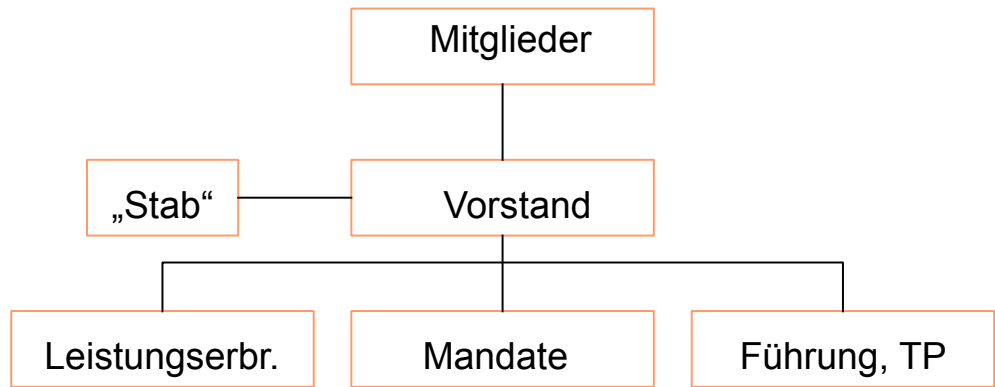 Mitglieder
„Stab“
Vorstand
Leistungserbr.
Mandate
Führung, TP